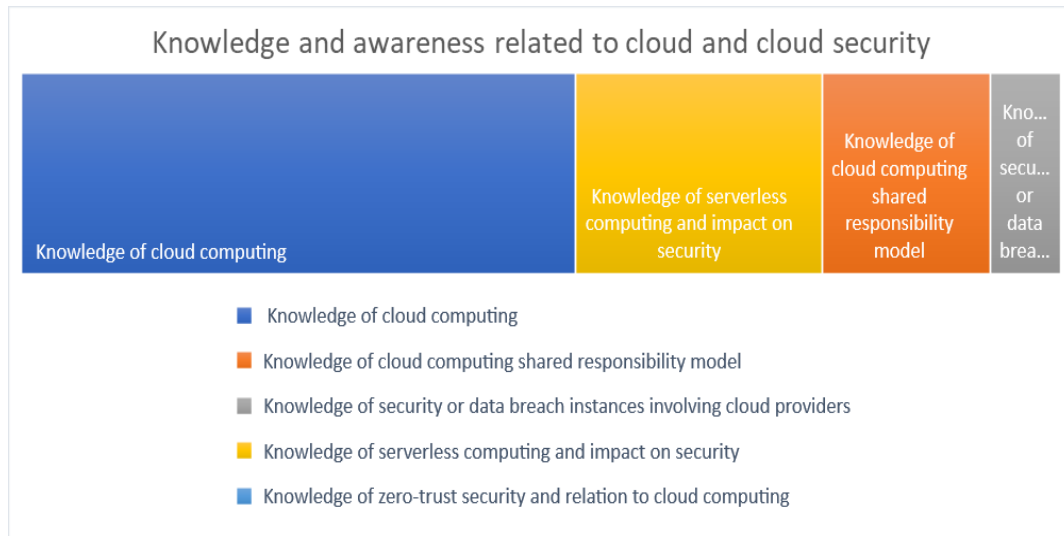 Knowledge and awareness related to cloud and cloud security
Knowledge of cloud computing
Knowledge of serverless
computing and impact on
security
Knowledge of
cloud computing
shared
responsibility
model
Kno...
of
secu...
or
data
brea...
Knowledge of cloud computing
Knowledge of cloud computing shared responsibility model
Knowledge of security or data breach instances involving cloud providers
Knowledge of serverless computing and impact on security
Knowledge of zero-trust security and relation to cloud computing